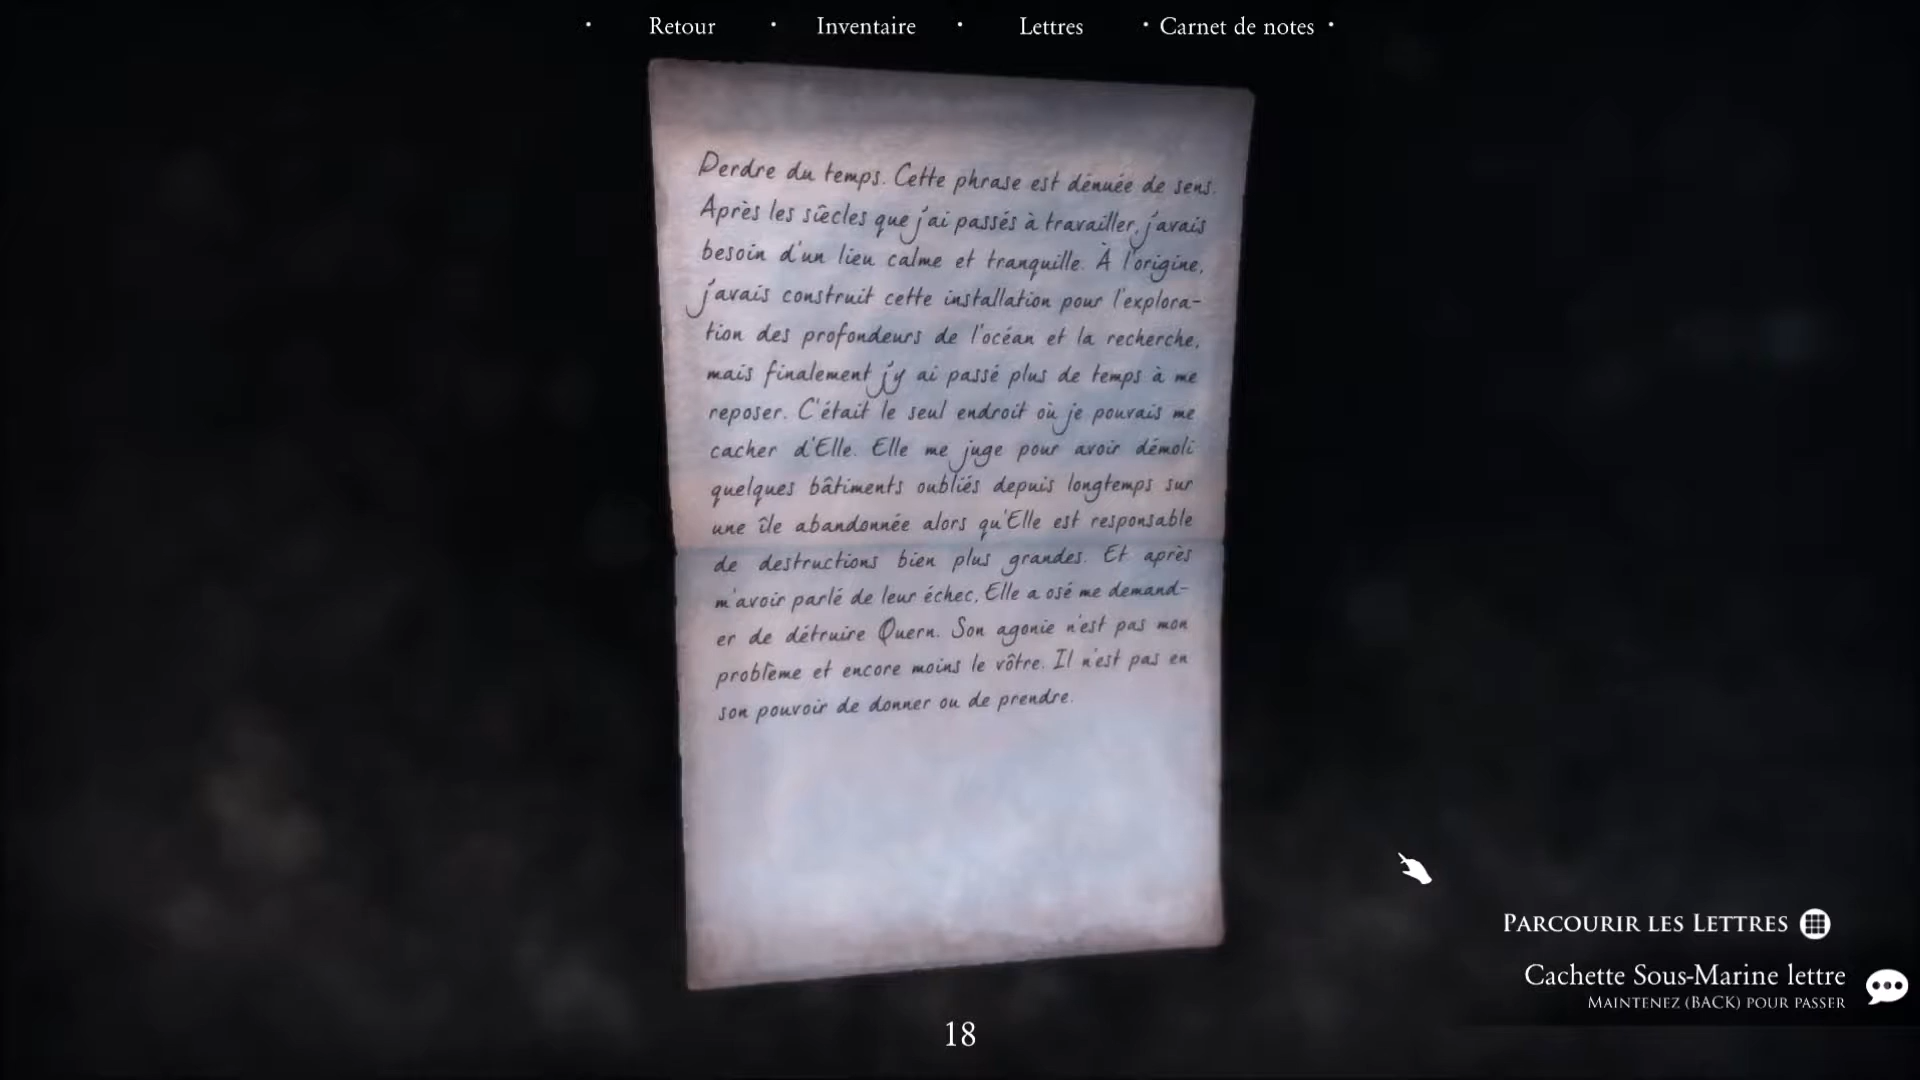 Retour
Inventaire
Lettres
Carnet de notes
Perdre du temps. Cette phrase est dénuée de sens.
Après les siècles que j'ai passés à travailler, j'avais
besoin d'un lieu calme et tranquille. À l'origine,
j'avais construit cette installation pour l'explora-
tion des profondeurs de l'océan et la recherche,
mais finalement j'y ai passé plus de temps à me
reposer. C'était le seul endroit où je pouvais me
cacher d'Elle. Elle me juge pour avoir démoli
quelques bâtiments oubliés depuis longtemps sur
une île abandonnée alors qu'Elle est responsable
de destructions bien plus grandes. Et après
m'avoir parlé de leur échec, Elle a osé me demand-
er de détruire Quern. Son agonie n'est pas mon
problème et encore moins le vôtre. Il n'est pas en
son pouvoir de donner ou de prendre.
Parcourir les Lettres
Cachette Sous-Marine lettre
Maintenez (BACK) pour passer
18